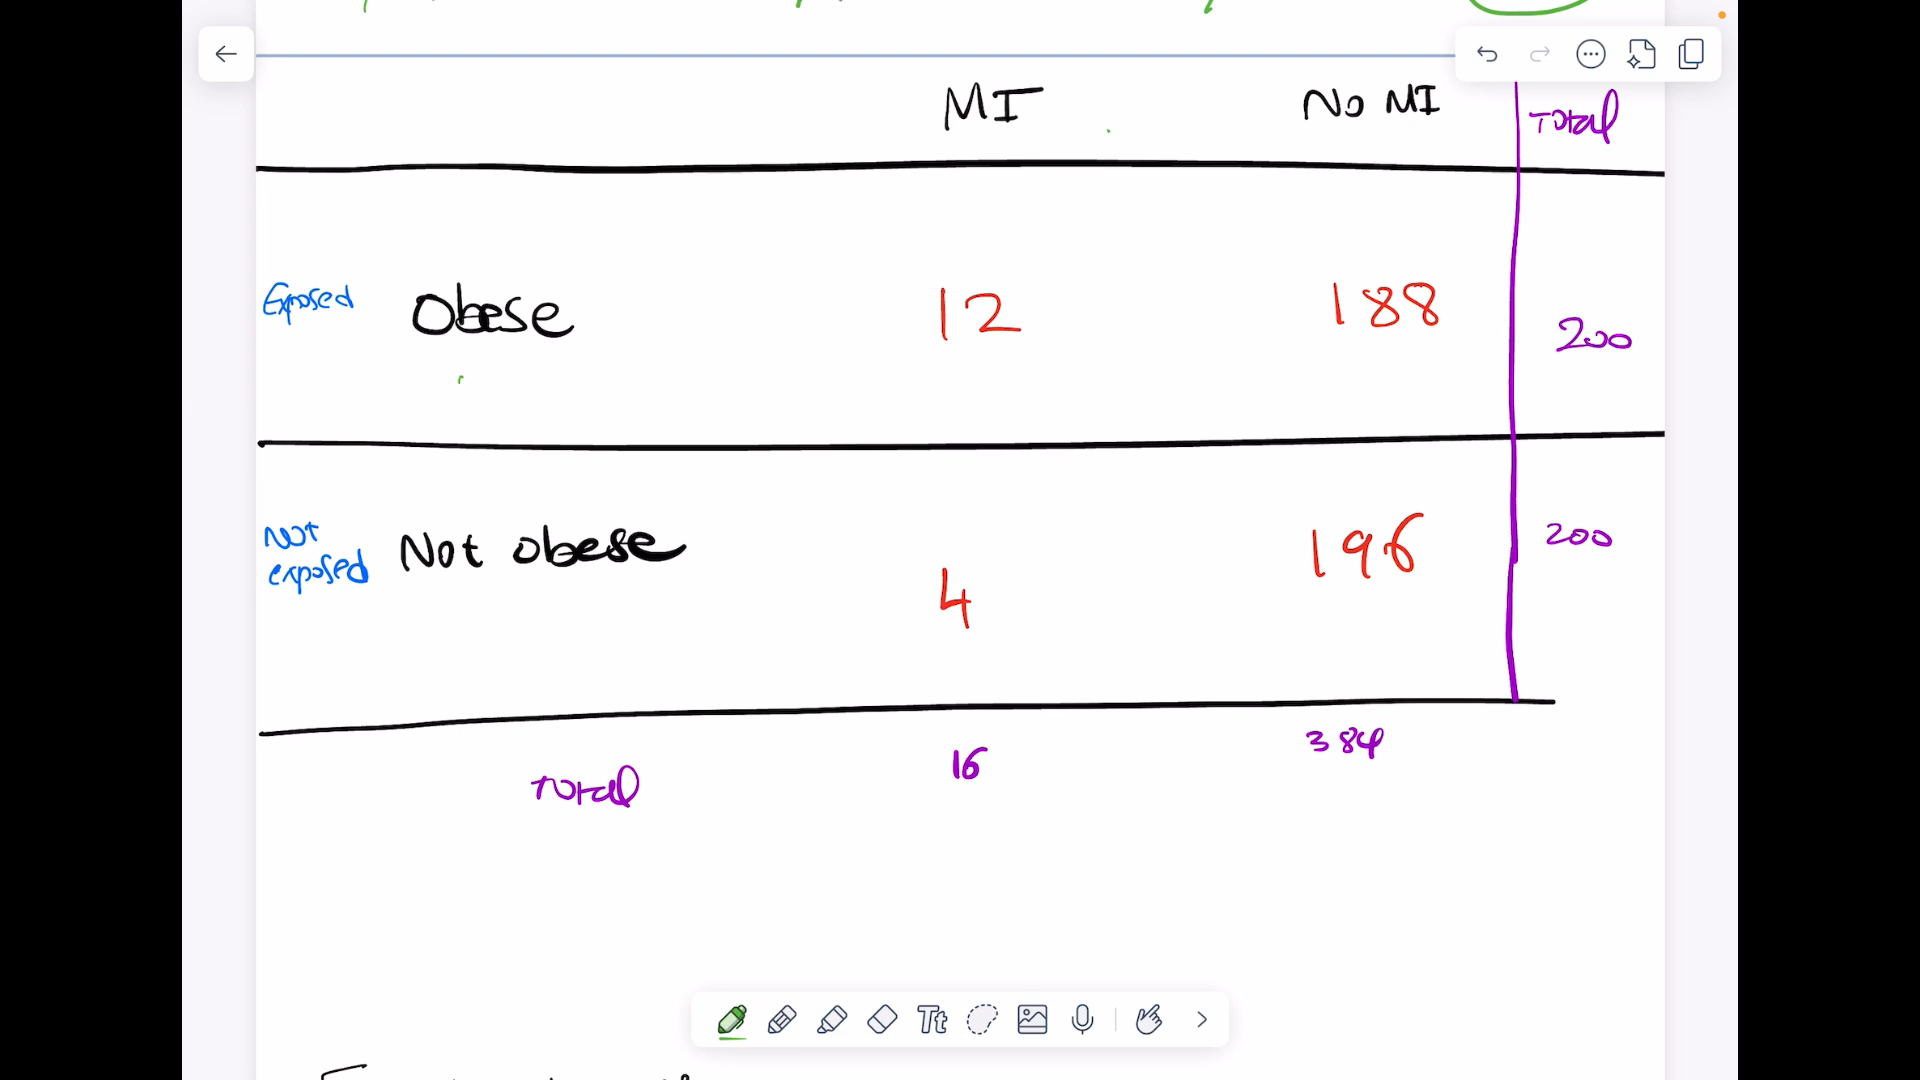 MI No MI Total
Exposed Obese 12 188 200
Not exposed Not obese 4 196 200
Total 16 384
Tt